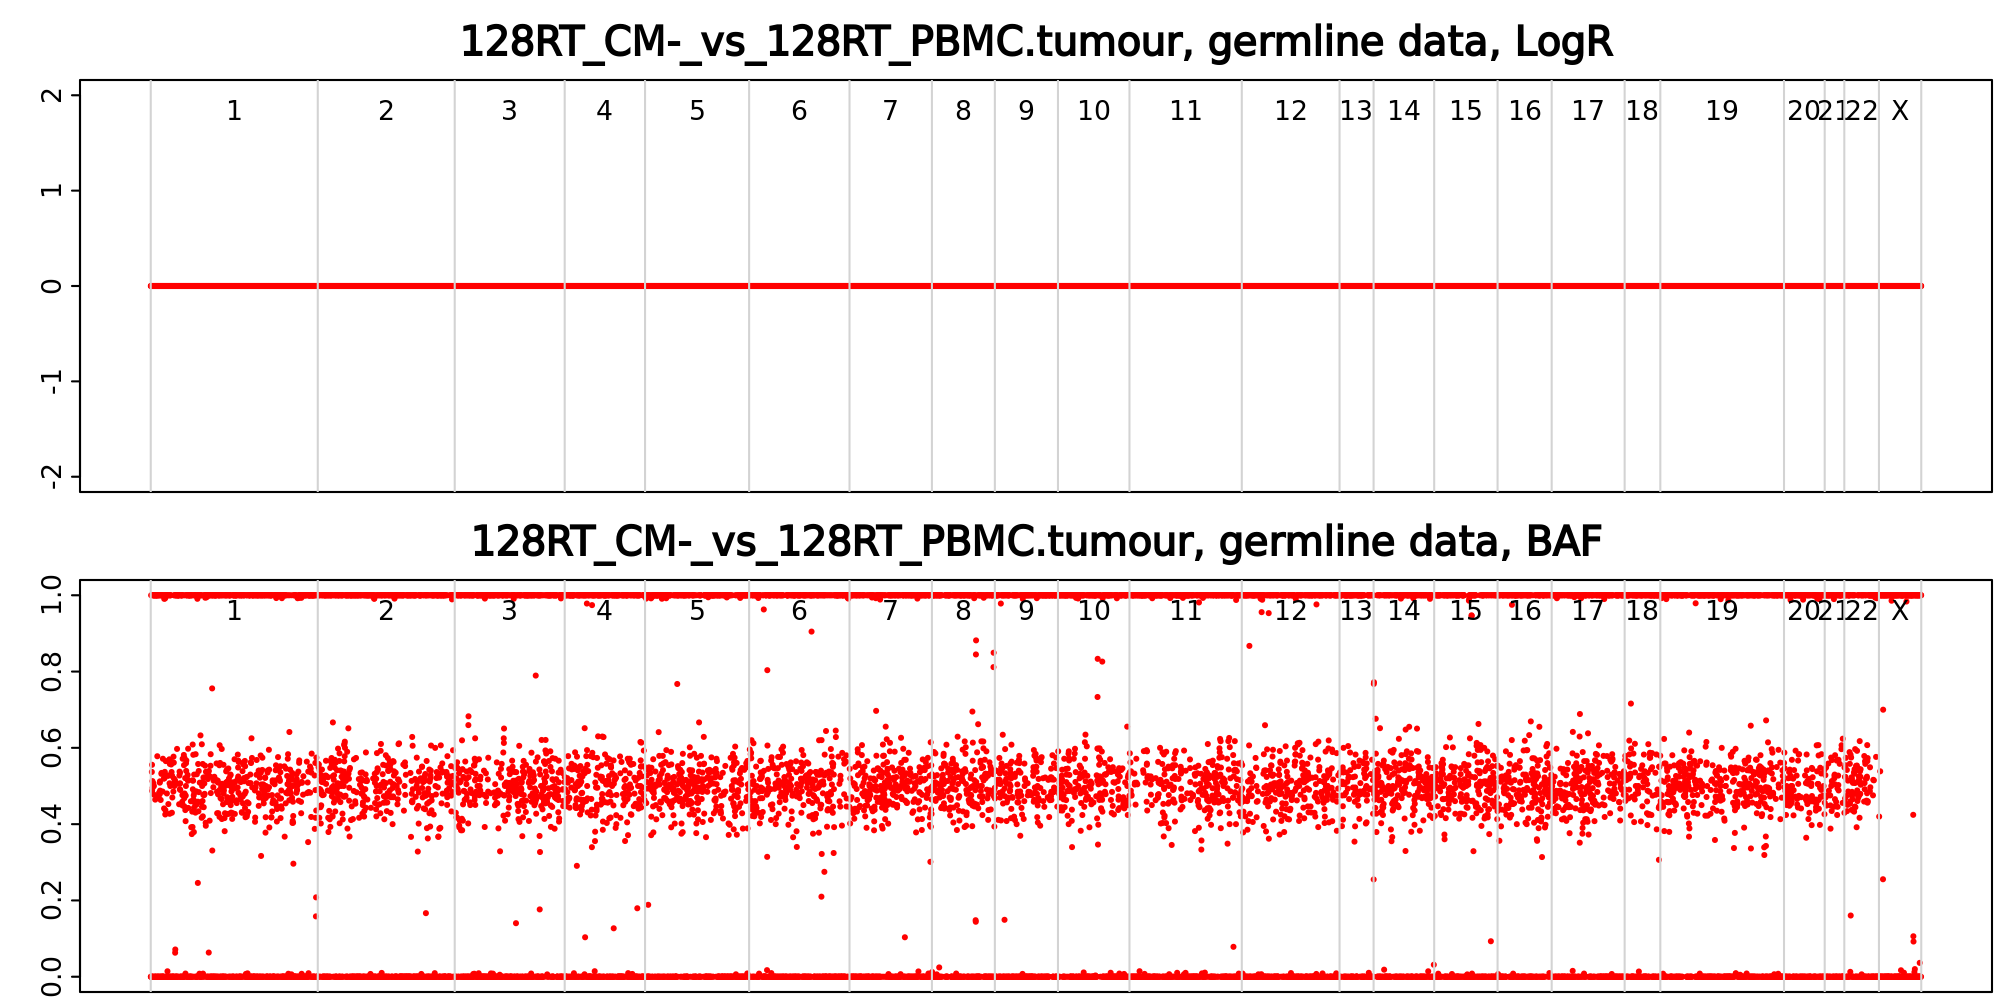 128RT_CM-_vs_128RT_PBMC.tumour, germline data, LogR
1 2 3 4 5 6 7 8 9 10 11 12 13 14 15 16 17 18 19 20 21 22 X
2
1
0
-1
-2
128RT_CM-_vs_128RT_PBMC.tumour, germline data, BAF
1 2 3 4 5 6 7 8 9 10 11 12 13 14 15 16 17 18 19 20 21 22 X
1.0
0.8
0.6
0.4
0.2
0.0